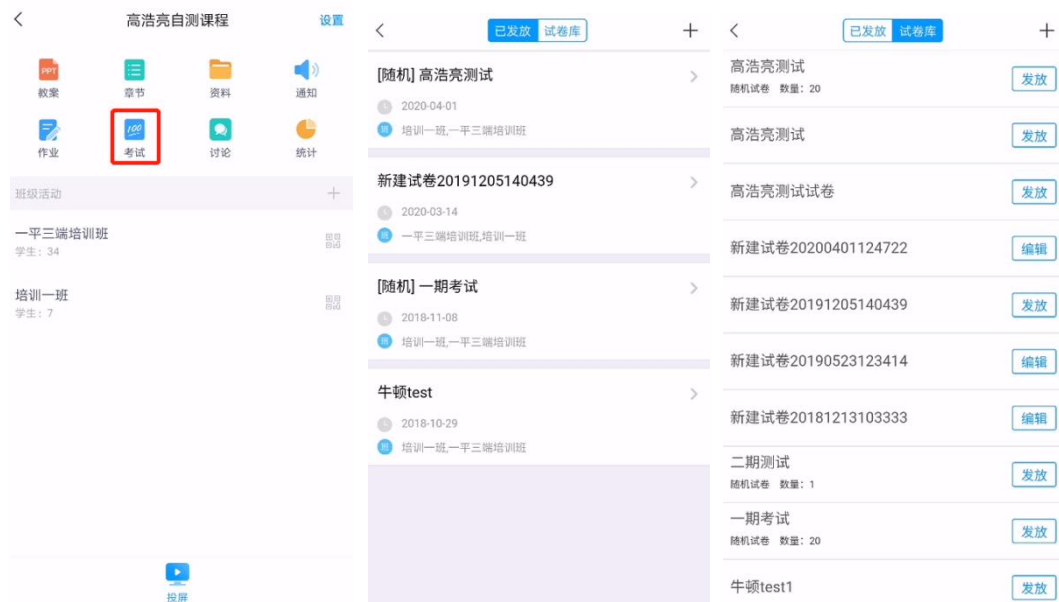 高浩亮自测课程
设置
PPT
教案
章节
资料
通知
作业
100
考试
讨论
统计
班级活动
一平三端培训班
学生：34
培训一班
学生：7
投屏
已发放 试卷库
[随机] 高浩亮测试
2020-04-01
班 培训一班,一平三端培训班
新建试卷20191205140439
2020-03-14
班 一平三端培训班,培训一班
[随机] 一期考试
2018-11-08
班 培训一班,一平三端培训班
牛顿test
2018-10-29
班 培训一班,一平三端培训班
已发放 试卷库
高浩亮测试
随机试卷 数量：20
发放
高浩亮测试
发放
高浩亮测试试卷
发放
新建试卷20200401124722
编辑
新建试卷20191205140439
发放
新建试卷20190523123414
编辑
新建试卷20181213103333
编辑
二期测试
随机试卷 数量：1
发放
一期考试
随机试卷 数量：20
发放
牛顿test1
发放